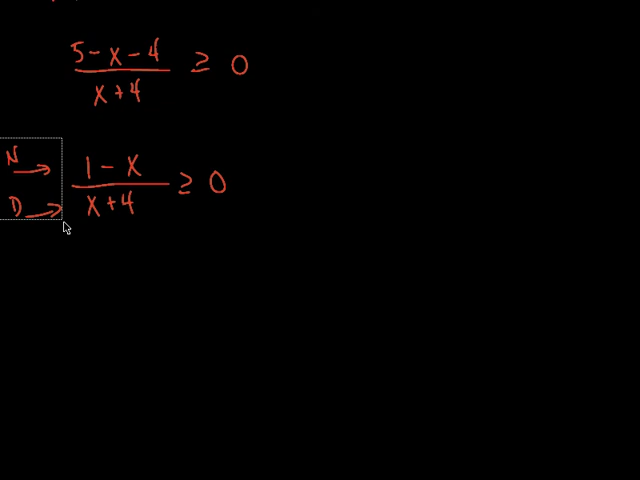 5 - x - 4
x + 4
≥ 0
N → 1 - x
D → x + 4
≥ 0